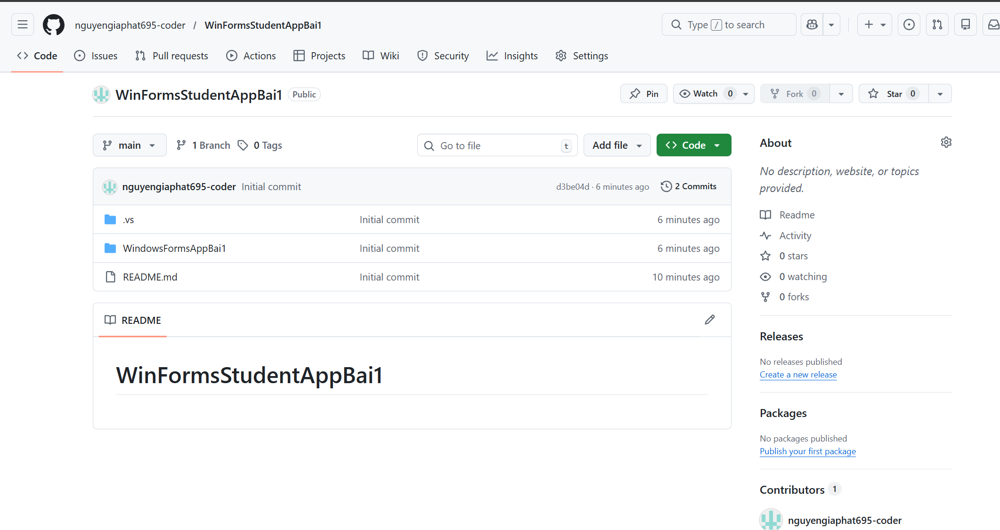 nguyengiaphat695-coder / WinFormsStudentAppBai1
Type / to search
Code Issues Pull requests Actions Projects Wiki Security Insights Settings
WinFormsStudentAppBai1 Public
Pin Watch 0 Fork 0 Star 0
main 1 Branch 0 Tags
Go to file t Add file Code
nguyengiaphat695-coder Initial commit d3be04d · 6 minutes ago 2 Commits
.vs Initial commit 6 minutes ago
WindowsFormsAppBai1 Initial commit 6 minutes ago
README.md Initial commit 10 minutes ago
README
WinFormsStudentAppBai1
About
No description, website, or topics
provided.
Readme
Activity
0 stars
0 watching
0 forks
Releases
No releases published
Create a new release
Packages
No packages published
Publish your first package
Contributors 1
nguyengiaphat695-coder